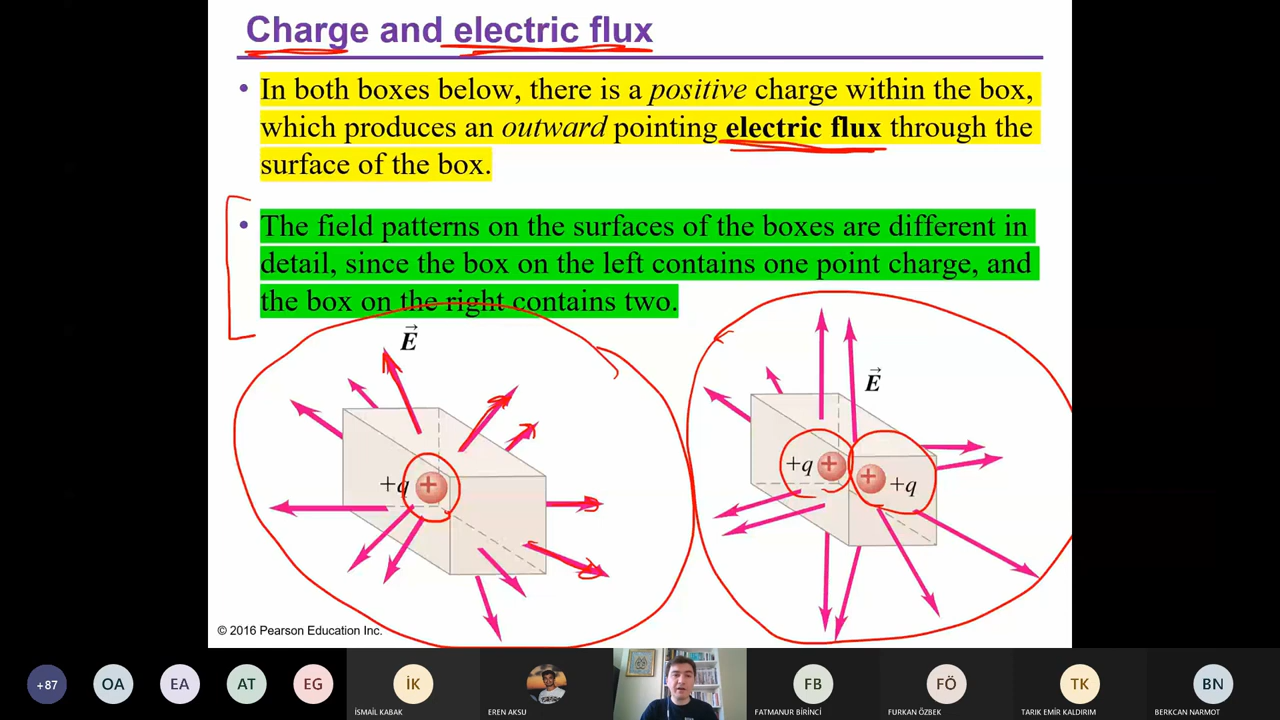 Charge and electric flux
• In both boxes below, there is a positive charge within the box,
which produces an outward pointing electric flux through the
surface of the box.
• The field patterns on the surfaces of the boxes are different in
detail, since the box on the left contains one point charge, and
the box on the right contains two.
E
E
+q
+
+q
+
+
+q
© 2016 Pearson Education Inc.
+87
OA
EA
AT
EG
İK
FB
FÖ
TK
BN
İSMAİL KABAK
EREN AKSU
FATMANUR BİRİNCİ
FURKAN ÖZBEK
TARIK EMİR KALDIRIM
BERKCAN NARMOT